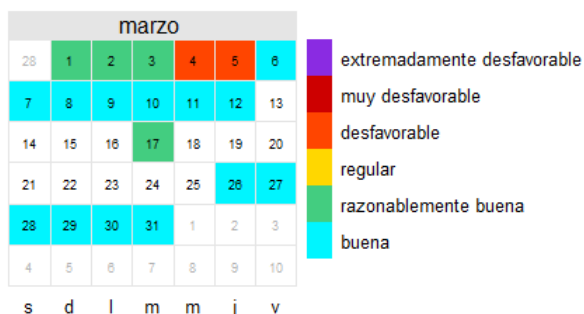 marzo
28 1 2 3 4 5 6
7 8 9 10 11 12 13
14 15 16 17 18 19 20
21 22 23 24 25 26 27
28 29 30 31 1 2 3
4 5 6 7 8 9 10
s d l m m j v
extremadamente desfavorable
muy desfavorable
desfavorable
regular
razonablemente buena
buena